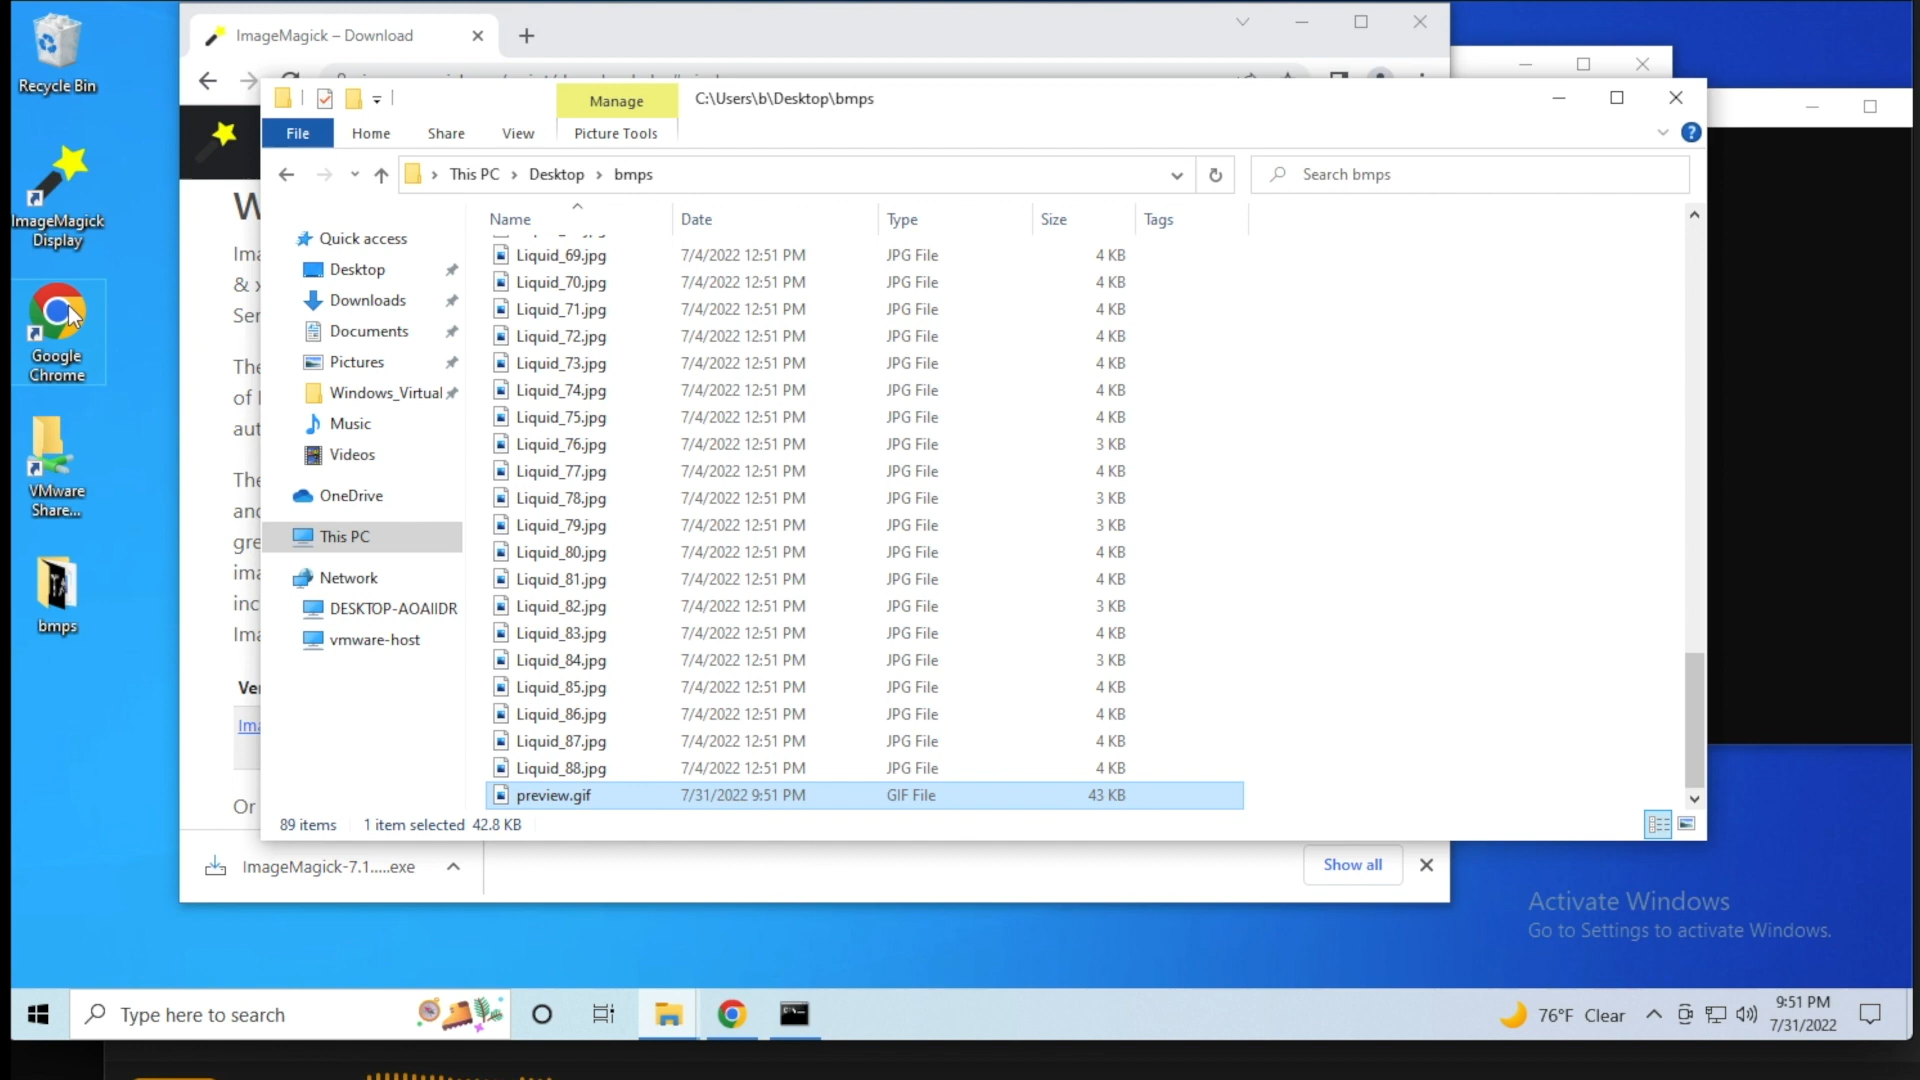 Recycle Bin
ImageMagick
Display
Google
Chrome
VMware
Share...
bmps
ImageMagick – Download
Manage
C:\Users\b\Desktop\bmps
File
Home
Share
View
Picture Tools
This PC
Desktop
bmps
Search bmps
Name
Date
Type
Size
Tags
Quick access
Desktop
Downloads
Documents
Pictures
Windows_Virtual
Music
Videos
OneDrive
This PC
Network
DESKTOP-AOAIIDR
vmware-host
Liquid_69.jpg 7/4/2022 12:51 PM JPG File 4 KB
Liquid_70.jpg 7/4/2022 12:51 PM JPG File 4 KB
Liquid_71.jpg 7/4/2022 12:51 PM JPG File 4 KB
Liquid_72.jpg 7/4/2022 12:51 PM JPG File 4 KB
Liquid_73.jpg 7/4/2022 12:51 PM JPG File 4 KB
Liquid_74.jpg 7/4/2022 12:51 PM JPG File 4 KB
Liquid_75.jpg 7/4/2022 12:51 PM JPG File 4 KB
Liquid_76.jpg 7/4/2022 12:51 PM JPG File 3 KB
Liquid_77.jpg 7/4/2022 12:51 PM JPG File 4 KB
Liquid_78.jpg 7/4/2022 12:51 PM JPG File 3 KB
Liquid_79.jpg 7/4/2022 12:51 PM JPG File 3 KB
Liquid_80.jpg 7/4/2022 12:51 PM JPG File 4 KB
Liquid_81.jpg 7/4/2022 12:51 PM JPG File 4 KB
Liquid_82.jpg 7/4/2022 12:51 PM JPG File 3 KB
Liquid_83.jpg 7/4/2022 12:51 PM JPG File 4 KB
Liquid_84.jpg 7/4/2022 12:51 PM JPG File 3 KB
Liquid_85.jpg 7/4/2022 12:51 PM JPG File 4 KB
Liquid_86.jpg 7/4/2022 12:51 PM JPG File 4 KB
Liquid_87.jpg 7/4/2022 12:51 PM JPG File 4 KB
Liquid_88.jpg 7/4/2022 12:51 PM JPG File 4 KB
preview.gif 7/31/2022 9:51 PM GIF File 43 KB
89 items 1 item selected 42.8 KB
W
Ima
& x
Ser
The
of I
aut
The
and
gre
ima
inc
Ima
Ver
Ima
Or
ImageMagick-7.1.....exe
Show all
Activate Windows
Go to Settings to activate Windows.
Type here to search
76°F Clear
9:51 PM
7/31/2022